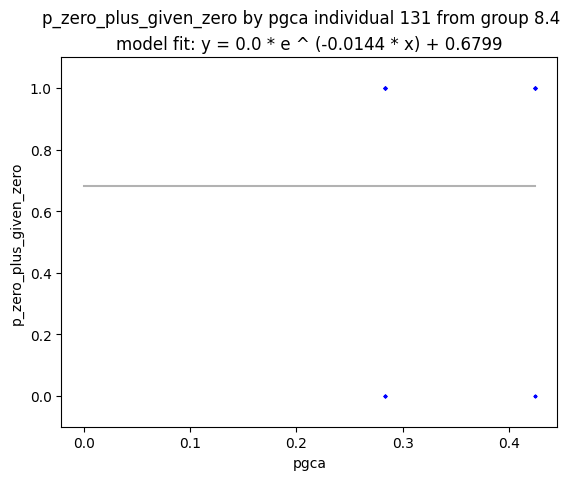 p_zero_plus_given_zero by pgca individual 131 from group 8.4
model fit: y = 0.0 * e ^ (-0.0144 * x) + 0.6799
1.0
0.8
0.6
0.4
0.2
0.0
p_zero_plus_given_zero
0.0 0.1 0.2 0.3 0.4
pgca